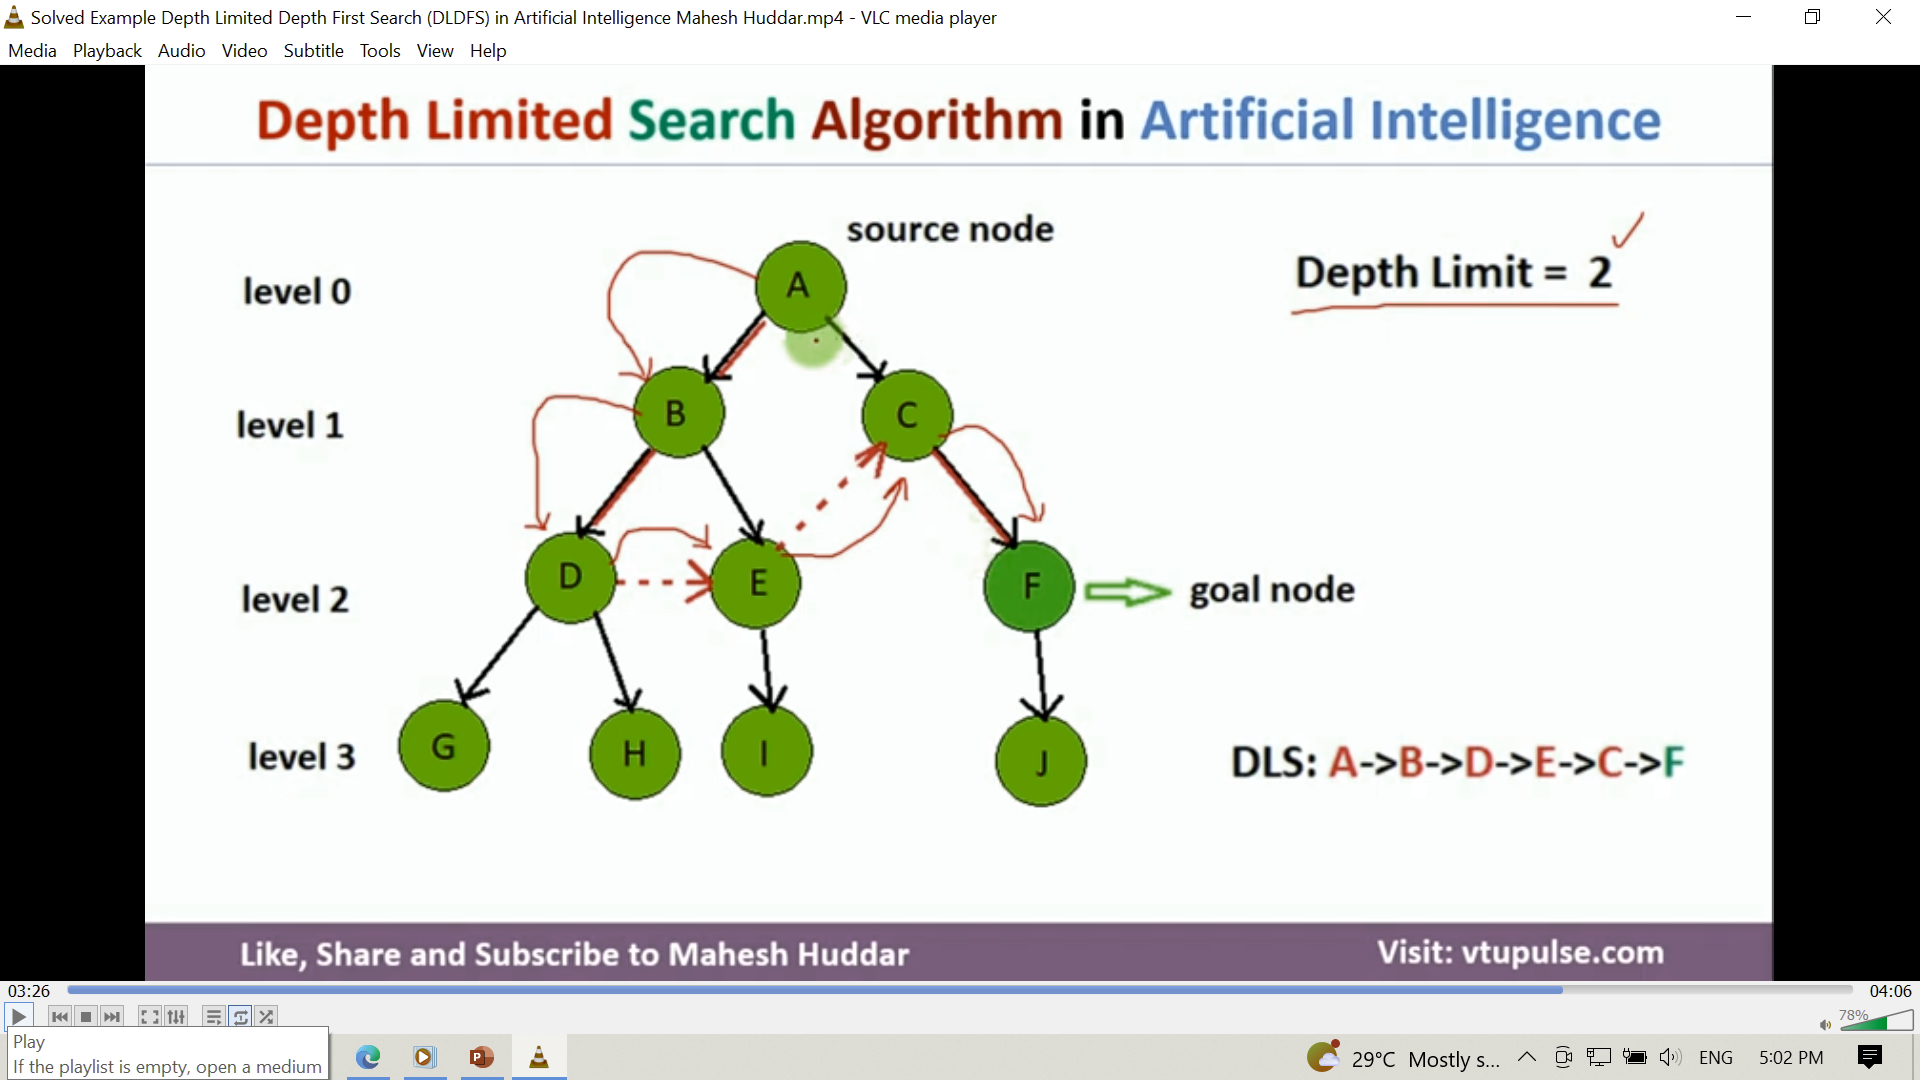 Solved Example Depth Limited Depth First Search (DLDFS) in Artificial Intelligence Mahesh Huddar.mp4 - VLC media player
Media Playback Audio Video Subtitle Tools View Help
Depth Limited Search Algorithm in Artificial Intelligence
source node
Depth Limit = 2
level 0
A
level 1
B
C
level 2
D
E
F
goal node
level 3
G
H
I
J
DLS: A->B->D->E->C->F
Like, Share and Subscribe to Mahesh Huddar
Visit: vtupulse.com
03:26
04:06
78%
Play
If the playlist is empty, open a medium
29°C Mostly s...
ENG
5:02 PM